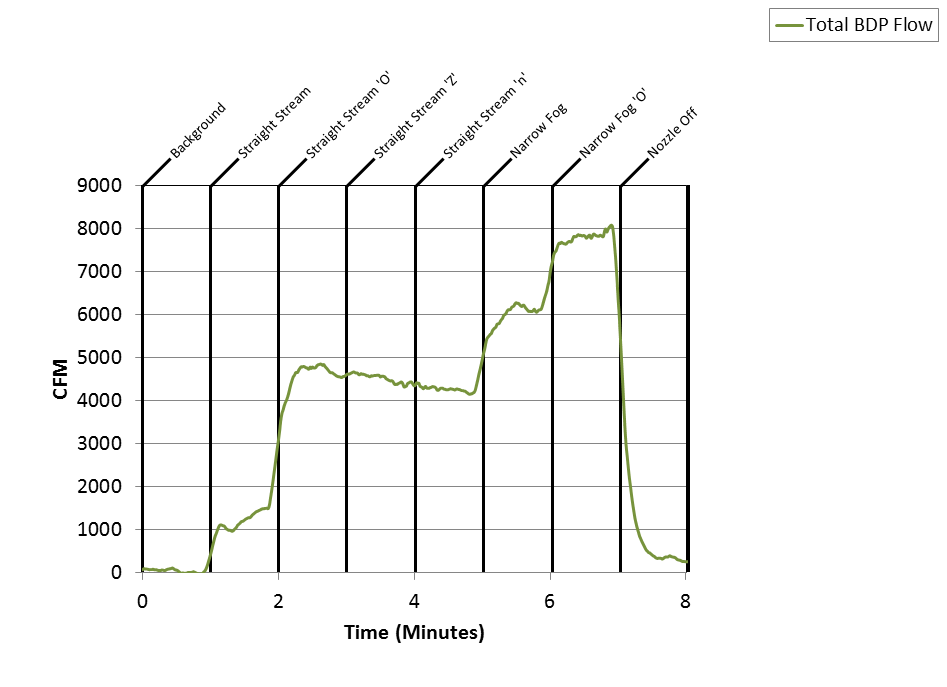 Total BDP Flow
Background
Straight Stream
Straight Stream 'O'
Straight Stream 'Z'
Straight Stream 'n'
Narrow Fog
Narrow Fog 'O'
Nozzle Off
9000
8000
7000
6000
5000
4000
3000
2000
1000
0
CFM
0 2 4 6 8
Time (Minutes)